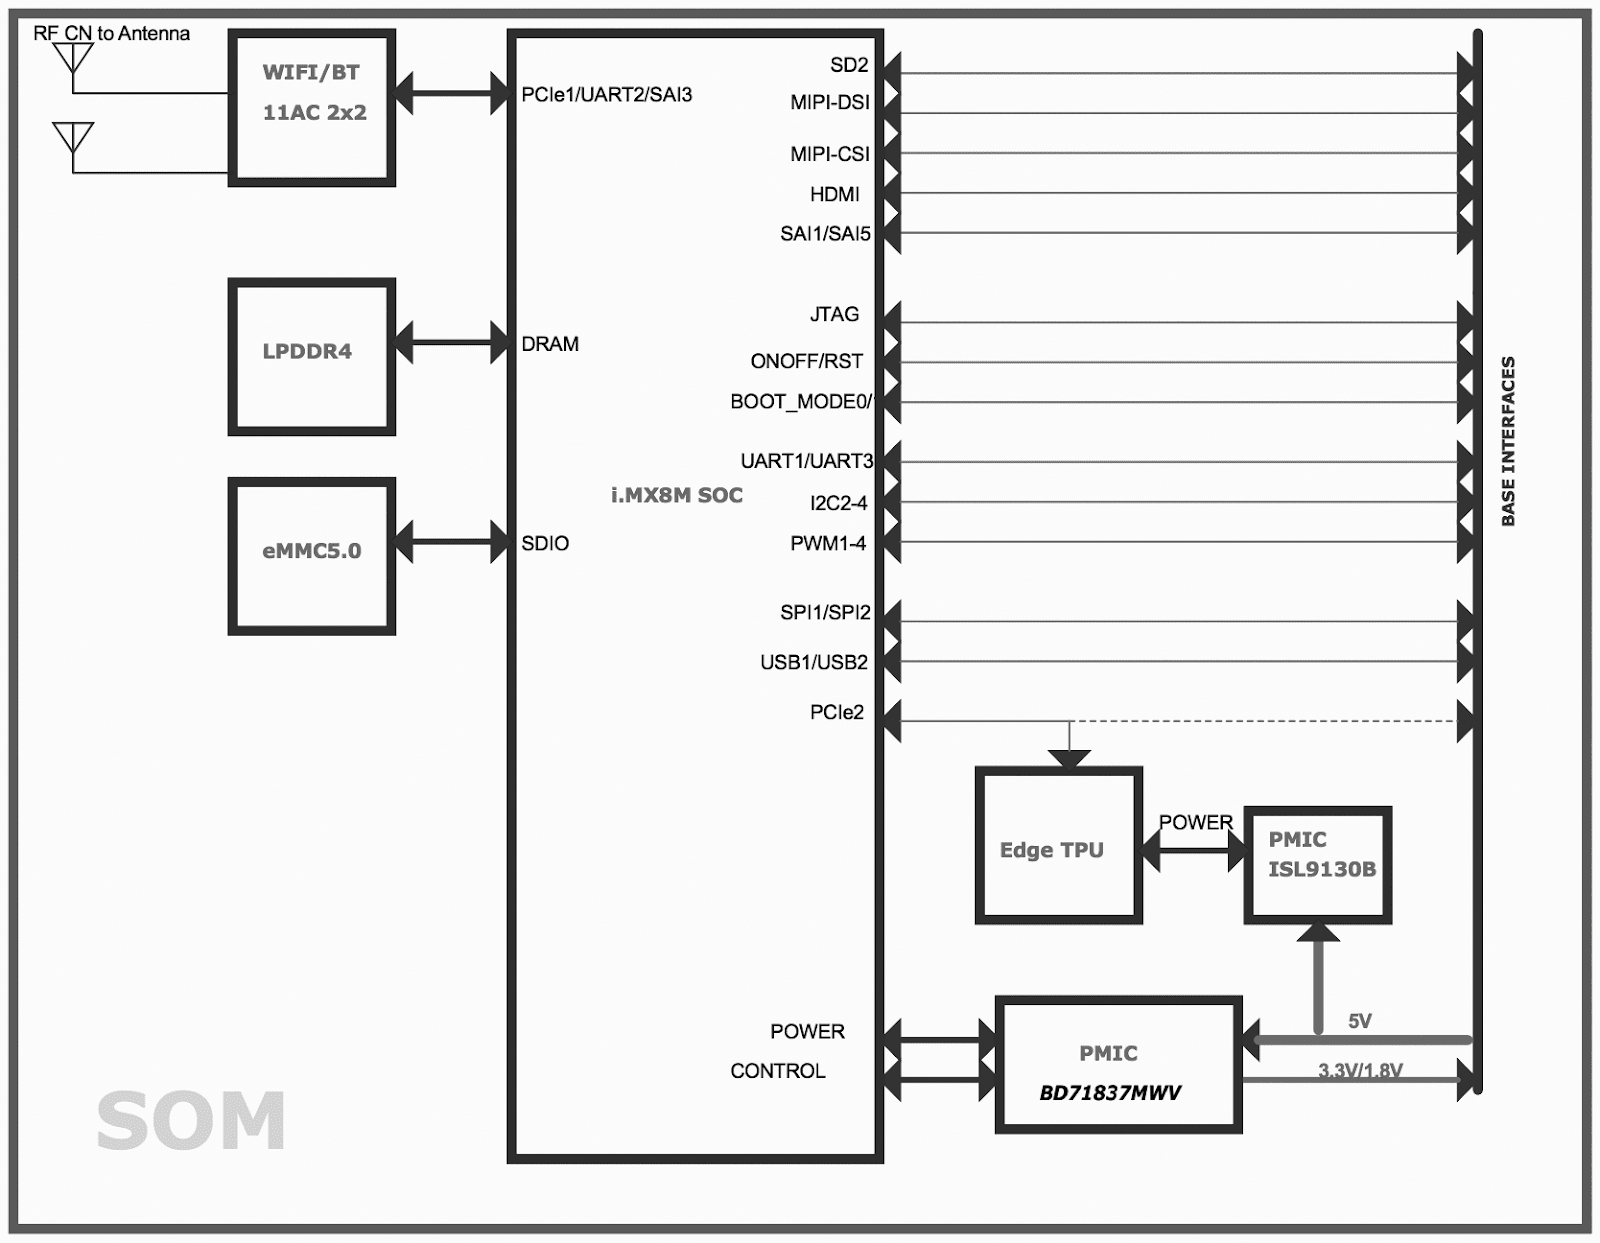 RF CN to Antenna
WIFI/BT
11AC 2x2
PCIe1/UART2/SAI3
LPDDR4
DRAM
eMMC5.0
SDIO
i.MX8M SOC
SD2
MIPI-DSI
MIPI-CSI
HDMI
SAI1/SAI5
JTAG
ONOFF/RST
BOOT_MODE0/
UART1/UART3
I2C2-4
PWM1-4
SPI1/SPI2
USB1/USB2
PCIe2
BASE INTERFACES
Edge TPU
POWER
PMIC
ISL9130B
POWER
CONTROL
PMIC
BD71837MWV
5V
3.3V/1.8V
SOM